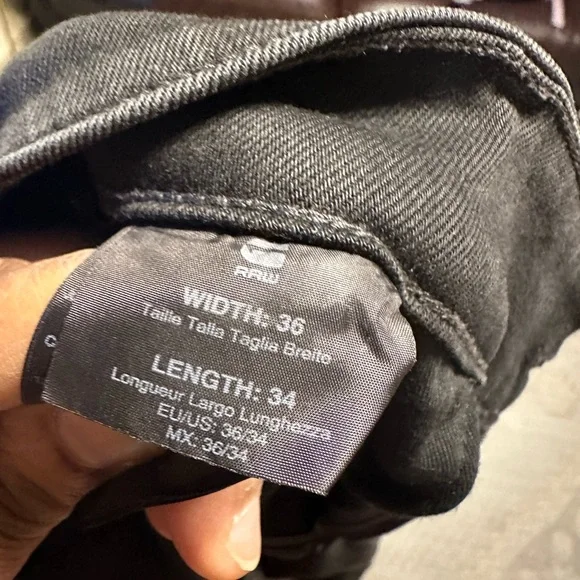 RAW
WIDTH: 36
Taille Talla Taglia Breite
LENGTH: 34
Longueur Largo Lunghezza
EU/US: 36/34
MX: 36/34